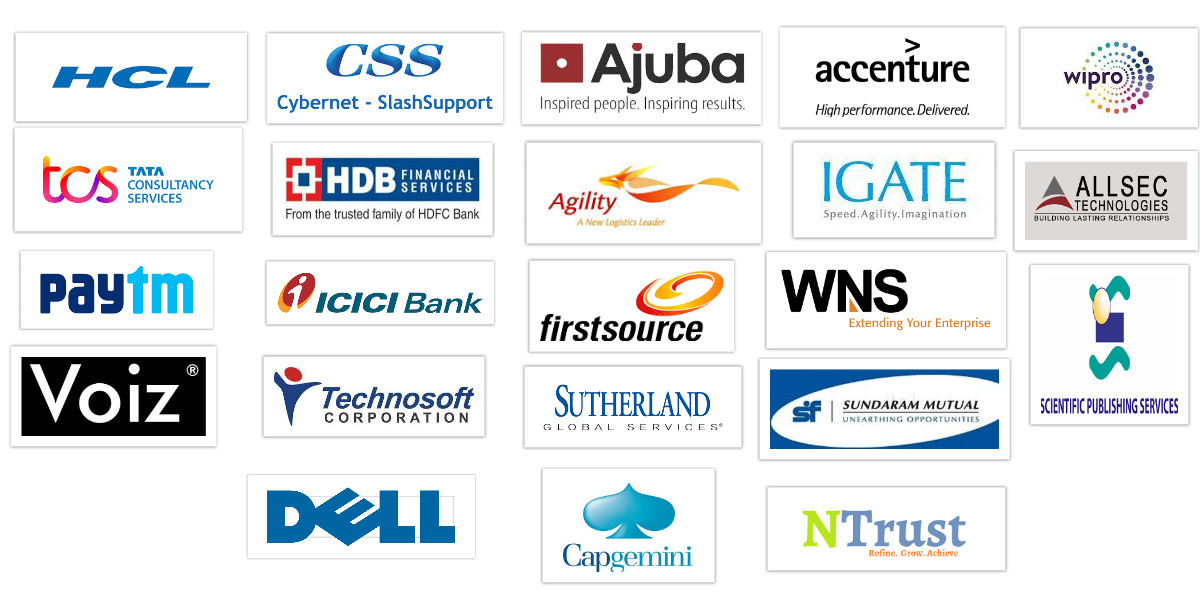 HCL
CSS
Cybernet - SlashSupport
Ajuba
Inspired people. Inspiring results.
>
accenture
High performance. Delivered.
wipro
tcs TATA
CONSULTANCY
SERVICES
HDB FINANCIAL
SERVICES
From the trusted family of HDFC Bank
Agility
A New Logistics Leader
IGATE
Speed.Agility.Imagination
ALLSEC
TECHNOLOGIES
BUILDING LASTING RELATIONSHIPS
paytm
i ICICI Bank
firstsource
WNS
Extending Your Enterprise
SCIENTIFIC PUBLISHING SERVICES
Voiz®
Technosoft
CORPORATION
SUTHERLAND
GLOBAL SERVICES®
sf SUNDARAM MUTUAL
UNEARTHING OPPORTUNITIES
DELL
Capgemini
NTrust
Refine. Grow. Achieve